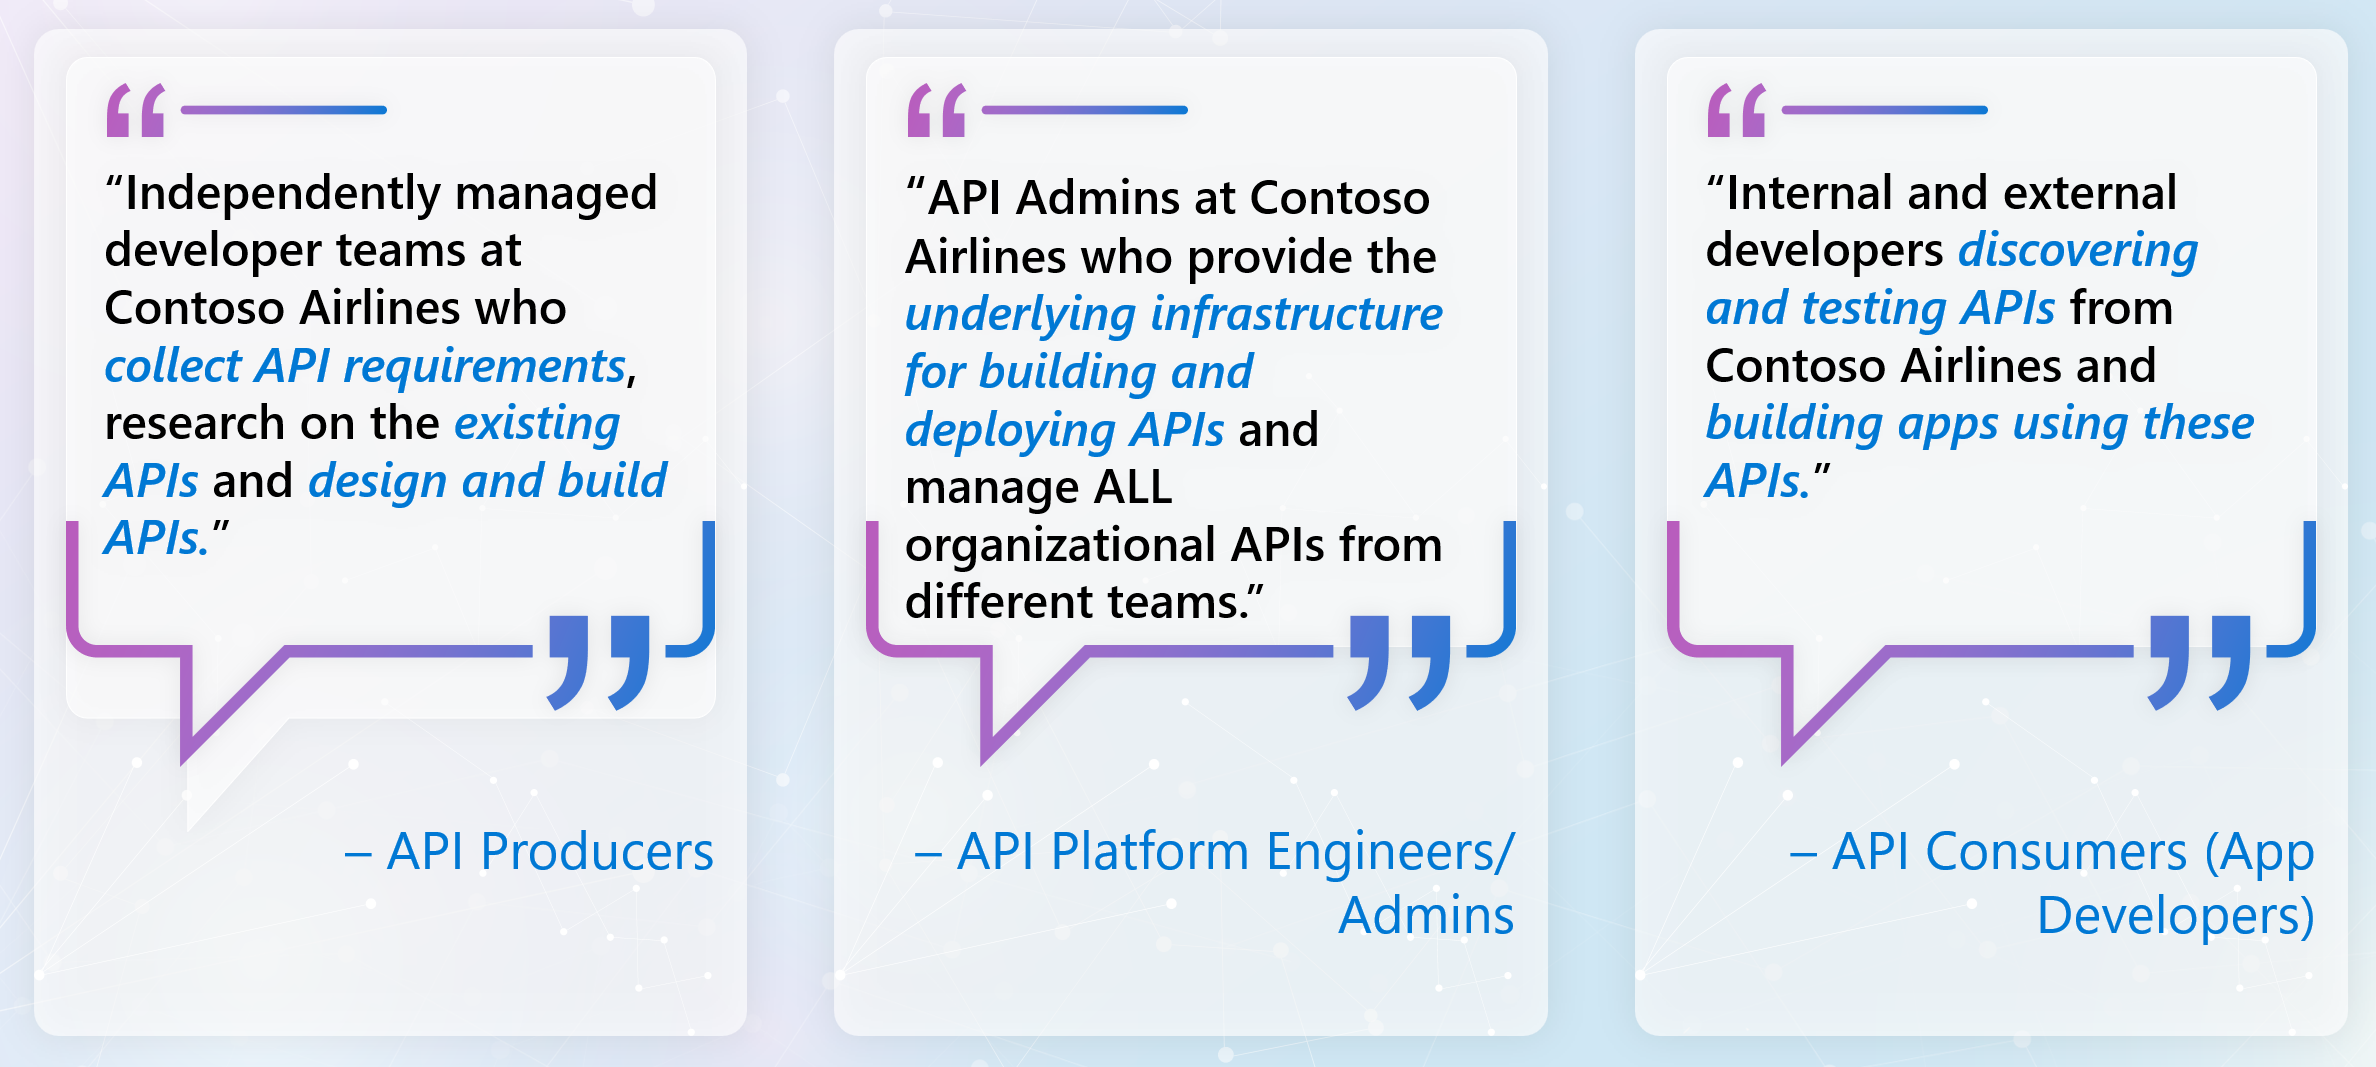 “Independently managed
developer teams at
Contoso Airlines who
collect API requirements,
research on the existing
APIs and design and build
APIs.”
– API Producers
“API Admins at Contoso
Airlines who provide the
underlying infrastructure
for building and
deploying APIs and
manage ALL
organizational APIs from
different teams.”
– API Platform Engineers/
Admins
“Internal and external
developers discovering
and testing APIs from
Contoso Airlines and
building apps using these
APIs.”
– API Consumers (App
Developers)